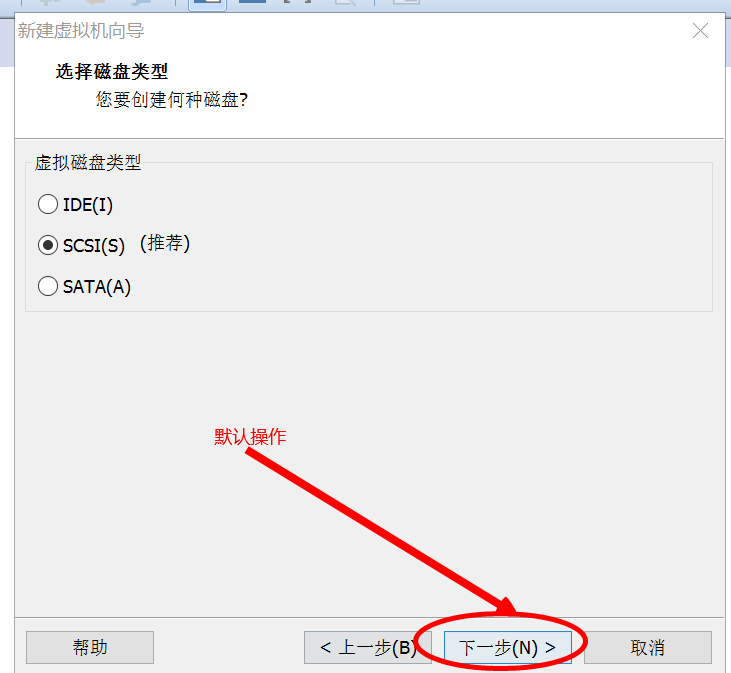 新建虚拟机向导
选择磁盘类型
您要创建何种磁盘?
虚拟磁盘类型
IDE(I)
SCSI(S) (推荐)
SATA(A)
默认操作
帮助
< 上一步(B)
下一步(N) >
取消